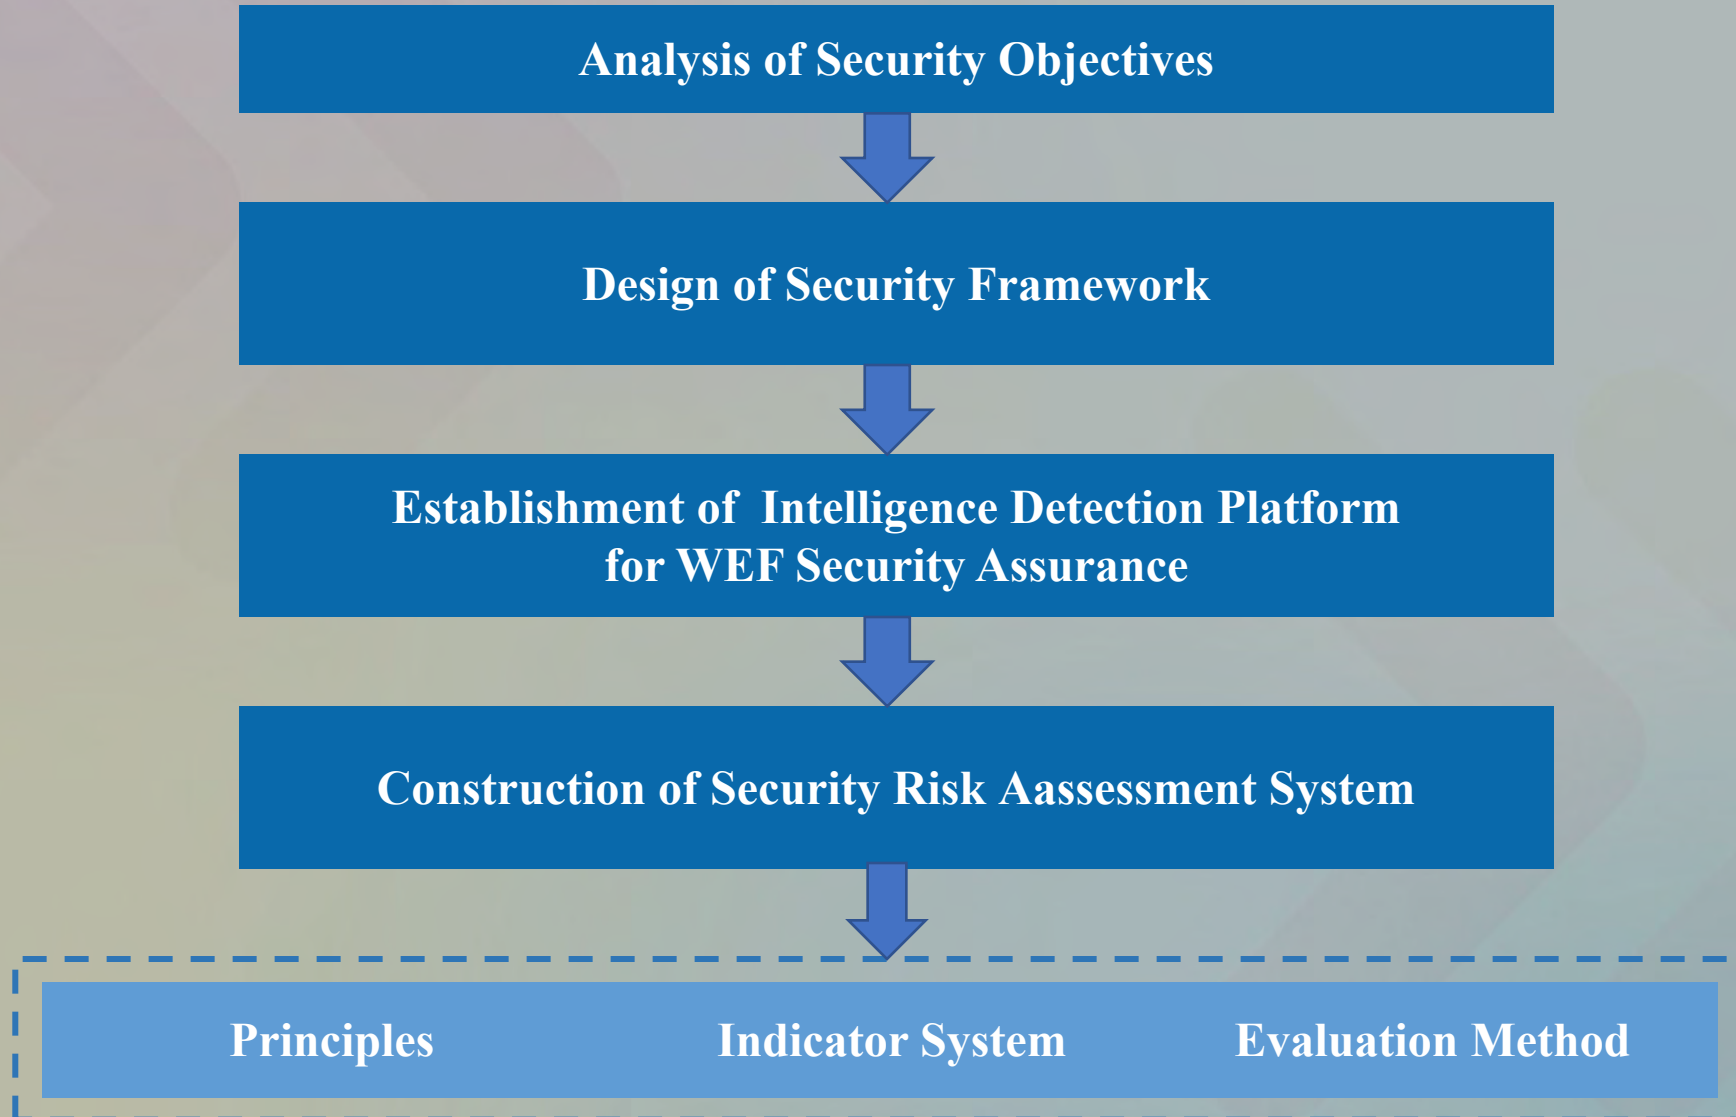 Analysis of Security Objectives
Design of Security Framework
Establishment of  Intelligence Detection Platform
for WEF Security Assurance
Construction of Security Risk Aassessment System
Principles
Indicator System
Evaluation Method